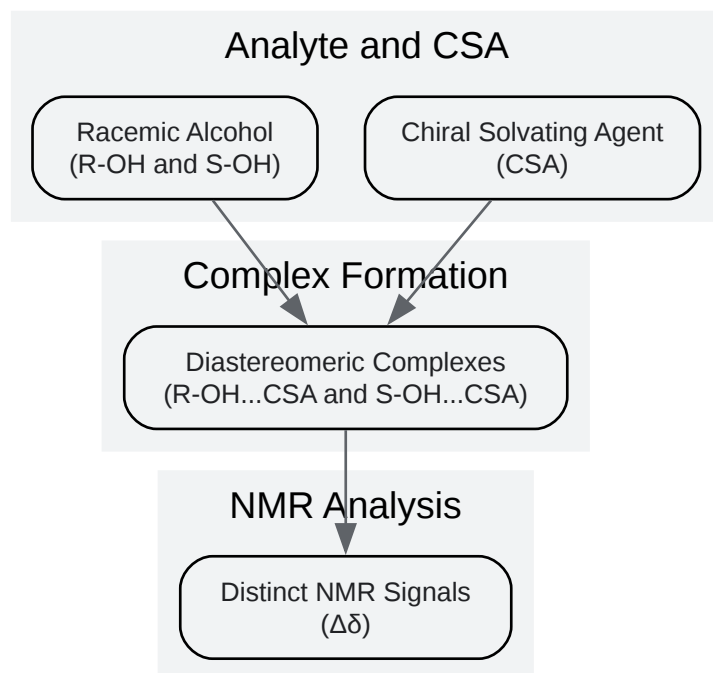 Analyte and CSA
Racemic Alcohol
(R-OH and S-OH)
Chiral Solvating Agent
(CSA)
Complex Formation
Diastereomeric Complexes
(R-OH...CSA and S-OH...CSA)
NMR Analysis
Distinct NMR Signals
(Δδ)